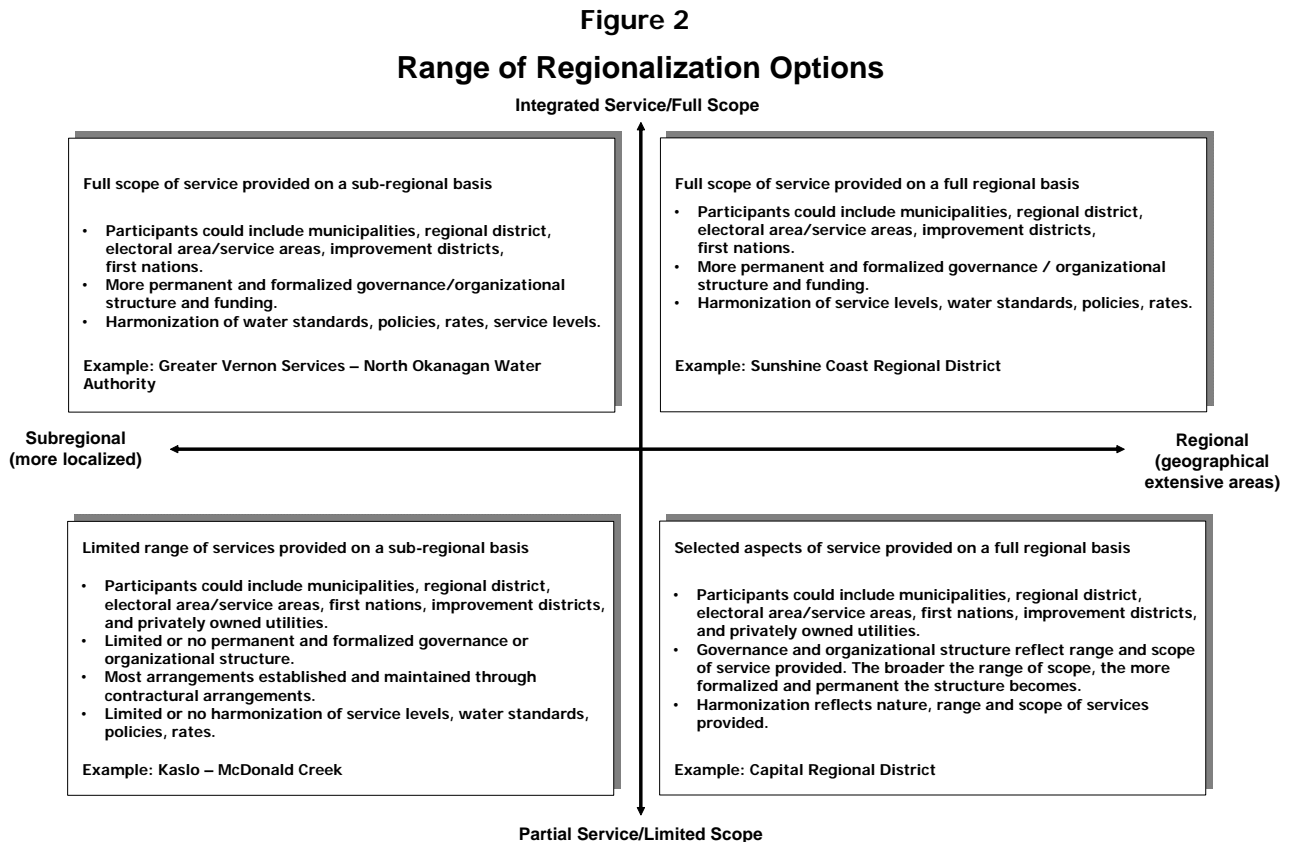 Figure 2
Range of Regionalization Options
Integrated Service/Full Scope
Full scope of service provided on a sub-regional basis
• Participants could include municipalities, regional district,
electoral area/service areas, improvement districts,
first nations.
• More permanent and formalized governance/organizational
structure and funding.
• Harmonization of water standards, policies, rates, service levels.
Example: Greater Vernon Services – North Okanagan Water
Authority
Full scope of service provided on a full regional basis
• Participants could include municipalities, regional district,
electoral area/service areas, improvement districts,
first nations.
• More permanent and formalized governance / organizational
structure and funding.
• Harmonization of service levels, water standards, policies, rates.
Example: Sunshine Coast Regional District
Subregional
(more localized)
Regional
(geographical
extensive areas)
Limited range of services provided on a sub-regional basis
• Participants could include municipalities, regional district,
electoral area/service areas, first nations, improvement districts,
and privately owned utilities.
• Limited or no permanent and formalized governance or
organizational structure.
• Most arrangements established and maintained through
contractural arrangements.
• Limited or no harmonization of service levels, water standards,
policies, rates.
Example: Kaslo – McDonald Creek
Selected aspects of service provided on a full regional basis
• Participants could include municipalities, regional district,
electoral area/service areas, first nations, improvement districts,
and privately owned utilities.
• Governance and organizational structure reflect range and scope
of service provided. The broader the range of scope, the more
formalized and permanent the structure becomes.
• Harmonization reflects nature, range and scope of services
provided.
Example: Capital Regional District
Partial Service/Limited Scope